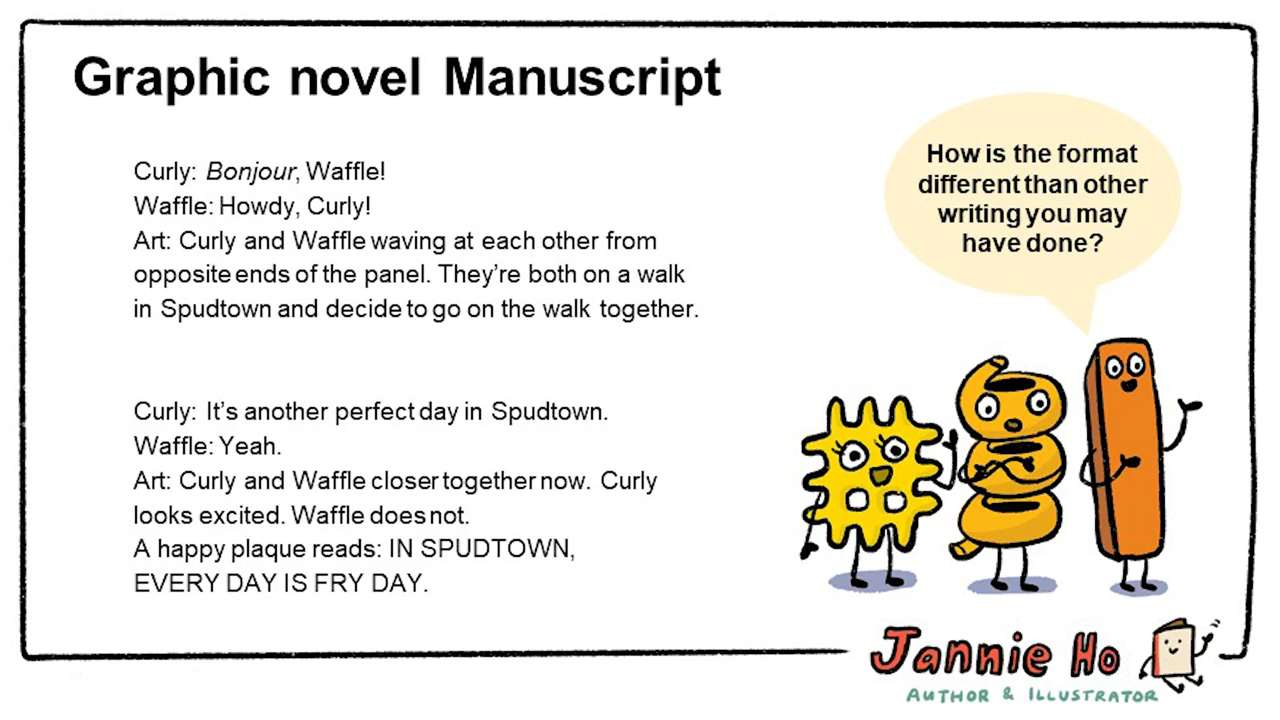 Graphic novel Manuscript
Curly: Bonjour, Waffle!
Waffle: Howdy, Curly!
Art: Curly and Waffle waving at each other from
opposite ends of the panel. They're both on a walk
in Spudtown and decide to go on the walk together.
Curly: It's another perfect day in Spudtown.
Waffle: Yeah.
Art: Curly and Waffle closer together now. Curly
looks excited. Waffle does not.
A happy plaque reads: IN SPUDTOWN,
EVERY DAY IS FRY DAY.
How is the format
different than other
writing you may
have done?
Jannie Ho
AUTHOR & ILLUSTRATOR